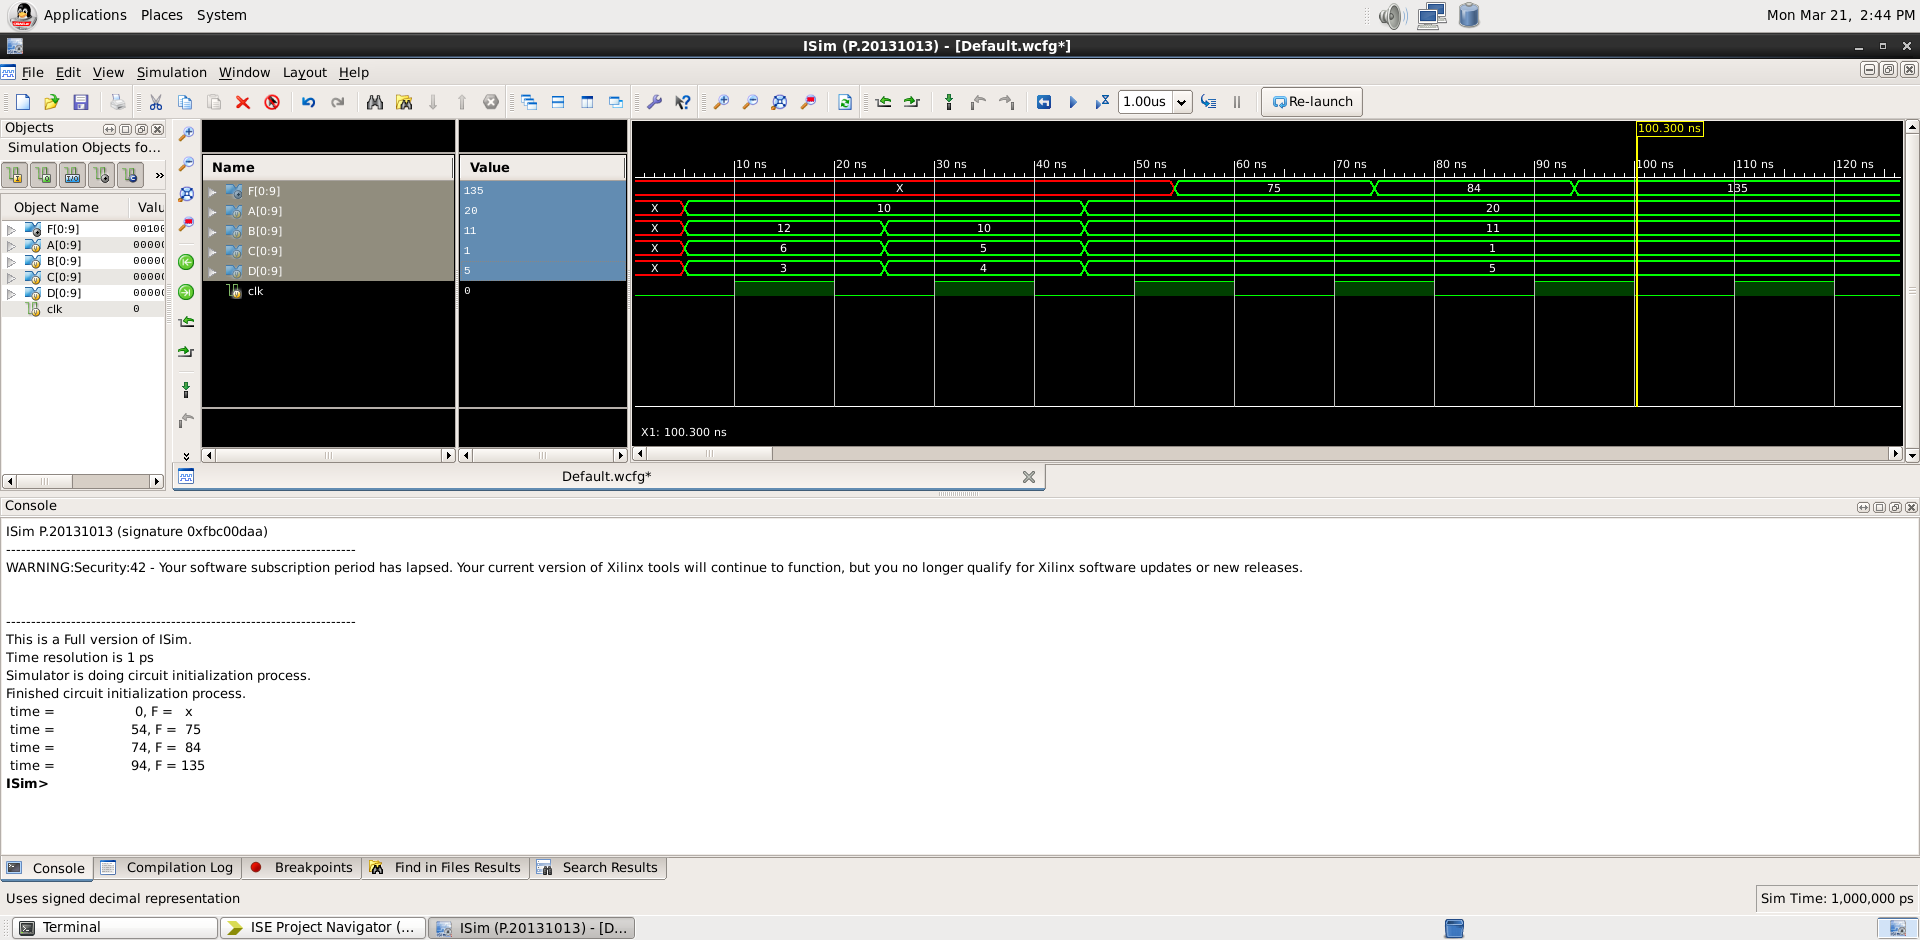 Applications Places System
Mon Mar 21, 2:44 PM
ISim (P.20131013) - [Default.wcfg*]
File Edit View Simulation Window Layout Help
1.00us
Re-launch
Objects
Simulation Objects fo...
»
Object Name Valu
F[0:9] 00100
A[0:9] 00000
B[0:9] 00000
C[0:9] 00000
D[0:9] 00000
clk 0
Name Value
F[0:9] 135
A[0:9] 20
B[0:9] 11
C[0:9] 1
D[0:9] 5
clk 0
100.300 ns
10 ns 20 ns 30 ns 40 ns 50 ns 60 ns 70 ns 80 ns 90 ns 100 ns 110 ns 120 ns
X 75 84 135
X 10 20
X 12 10 11
X 6 5 1
X 3 4 5
X1: 100.300 ns
Default.wcfg*
Console
ISim P.20131013 (signature 0xfbc00daa)
----------------------------------------------------------------------
WARNING:Security:42 - Your software subscription period has lapsed. Your current version of Xilinx tools will continue to function, but you no longer qualify for Xilinx software updates or new releases.
----------------------------------------------------------------------
This is a Full version of ISim.
Time resolution is 1 ps
Simulator is doing circuit initialization process.
Finished circuit initialization process.
time = 0, F = x
time = 54, F = 75
time = 74, F = 84
time = 94, F = 135
ISim>
Console Compilation Log Breakpoints Find in Files Results Search Results
Uses signed decimal representation
Sim Time: 1,000,000 ps
Terminal ISE Project Navigator (... ISim (P.20131013) - [D...